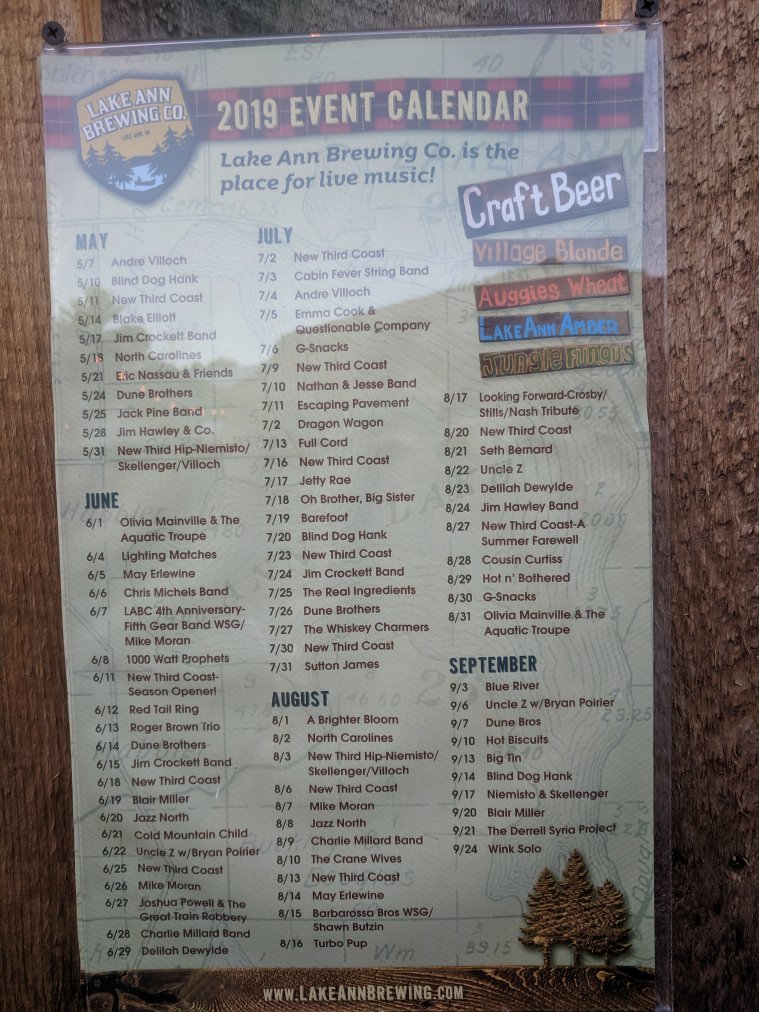 LAKE ANN
BREWING CO.
LAKE ANN, MI
2019 EVENT CALENDAR
Lake Ann Brewing Co. is the
place for live music!
Craft Beer
Village Blonde
Auggies Wheat
LAKE ANN AMBER
Jungle Fungus
MAY
5/7 Andre Villoch
5/10 Blind Dog Hank
5/11 New Third Coast
5/14 Blake Elliott
5/17 Jim Crockett Band
5/18 North Carolines
5/21 Eric Nassau & Friends
5/24 Dune Brothers
5/25 Jack Pine Band
5/28 Jim Hawley & Co.
5/31 New Third Hip-Niemisto/
Skellenger/Villoch
JUNE
6/1 Olivia Mainville & The
Aquatic Troupe
6/4 Lighting Matches
6/5 May Erlewine
6/6 Chris Michels Band
6/7 LABC 4th Anniversary-
Fifth Gear Band WSG/
Mike Moran
6/8 1000 Watt Prophets
6/11 New Third Coast-
Season Opener!
6/12 Red Tail Ring
6/13 Roger Brown Trio
6/14 Dune Brothers
6/15 Jim Crockett Band
6/18 New Third Coast
6/19 Blair Miller
6/20 Jazz North
6/21 Cold Mountain Child
6/22 Uncle Z w/Bryan Poirier
6/25 New Third Coast
6/26 Mike Moran
6/27 Joshua Powell & The
Great Train Robbery
6/28 Charlie Millard Band
6/29 Delilah Dewylde
JULY
7/2 New Third Coast
7/3 Cabin Fever String Band
7/4 Andre Villoch
7/5 Emma Cook &
Questionable Company
7/6 G-Snacks
7/9 New Third Coast
7/10 Nathan & Jesse Band
7/11 Escaping Pavement
7/2 Dragon Wagon
7/13 Full Cord
7/16 New Third Coast
7/17 Jetty Rae
7/18 Oh Brother, Big Sister
7/19 Barefoot
7/20 Blind Dog Hank
7/23 New Third Coast
7/24 Jim Crockett Band
7/25 The Real Ingredients
7/26 Dune Brothers
7/27 The Whiskey Charmers
7/30 New Third Coast
7/31 Sutton James
AUGUST
8/1 A Brighter Bloom
8/2 North Carolines
8/3 New Third Hip-Niemisto/
Skellenger/Villoch
8/6 New Third Coast
8/7 Mike Moran
8/8 Jazz North
8/9 Charlie Millard Band
8/10 The Crane Wives
8/13 New Third Coast
8/14 May Erlewine
8/15 Barbarossa Bros WSG/
Shawn Butzin
8/16 Turbo Pup
8/17 Looking Forward-Crosby/
Stills/Nash Tribute
8/20 New Third Coast
8/21 Seth Bernard
8/22 Uncle Z
8/23 Delilah Dewylde
8/24 Jim Hawley Band
8/27 New Third Coast-A
Summer Farewell
8/28 Cousin Curtiss
8/29 Hot n' Bothered
8/30 G-Snacks
8/31 Olivia Mainville & The
Aquatic Troupe
SEPTEMBER
9/3 Blue River
9/6 Uncle Z w/Bryan Poirier
9/7 Dune Bros
9/10 Hot Biscuits
9/13 Big Tin
9/14 Blind Dog Hank
9/17 Niemisto & Skellenger
9/20 Blair Miller
9/21 The Derrell Syria Project
9/24 Wink Solo
WWW.LAKEANNBREWING.COM